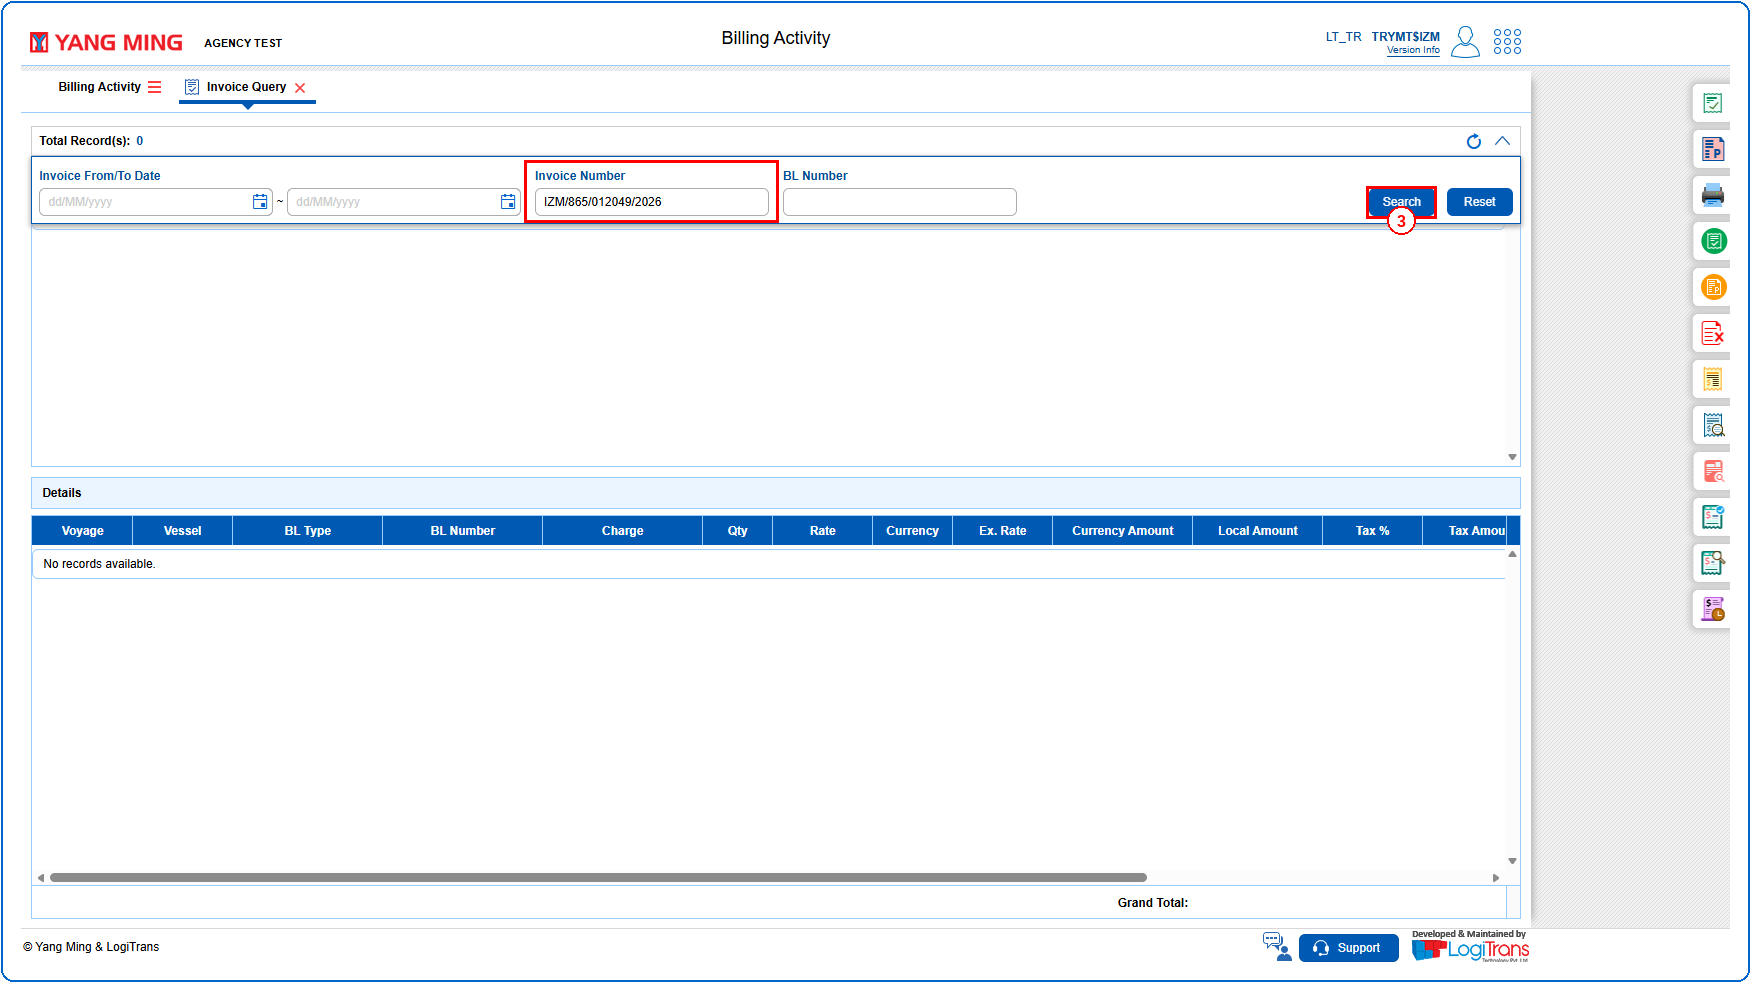 YANG MING
AGENCY TEST
Billing Activity
LT_TR TRYMT$IZM
Version Info
Billing Activity
Invoice Query
Total Record(s): 0
Invoice From/To Date
Invoice Number
BL Number
dd/MM/yyyy ~ dd/MM/yyyy
IZM/865/012049/2026
Search
Reset
3
Details
Voyage Vessel BL Type BL Number Charge Qty Rate Currency Ex. Rate Currency Amount Local Amount Tax % Tax Amou
No records available.
Grand Total:
© Yang Ming & LogiTrans
Support
Developed & Maintained by
LogiTrans
Technology Pvt. Ltd.